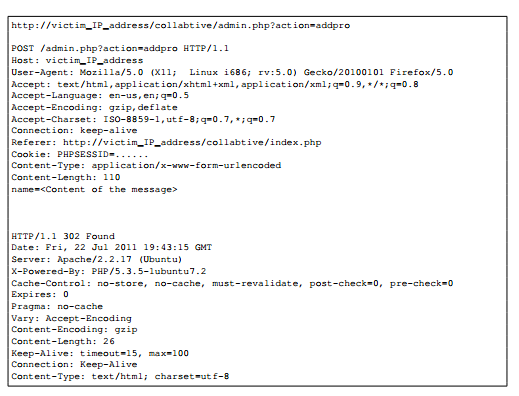 http://victim_IP_address/collabtive/admin.php?action=addpro
POST /admin.php?action=addpro HTTP/1.1
Host: victim_IP_address
User-Agent: Mozilla/5.0 (X11; Linux i686; rv:5.0) Gecko/20100101 Firefox/5.0
Accept: text/html,application/xhtml+xml,application/xml;q=0.9,*/*;q=0.8
Accept-Language: en-us,en;q=0.5
Accept-Encoding: gzip,deflate
Accept-Charset: ISO-8859-1,utf-8;q=0.7,*;q=0.7
Connection: keep-alive
Referer: http://victim_IP_address/collabtive/index.php
Cookie: PHPSESSID=......
Content-Type: application/x-www-form-urlencoded
Content-Length: 110
name=<Content of the message>
HTTP/1.1 302 Found
Date: Fri, 22 Jul 2011 19:43:15 GMT
Server: Apache/2.2.17 (Ubuntu)
X-Powered-By: PHP/5.3.5-1ubuntu7.2
Cache-Control: no-store, no-cache, must-revalidate, post-check=0, pre-check=0
Expires: 0
Pragma: no-cache
Vary: Accept-Encoding
Content-Encoding: gzip
Content-Length: 26
Keep-Alive: timeout=15, max=100
Connection: Keep-Alive
Content-Type: text/html; charset=utf-8